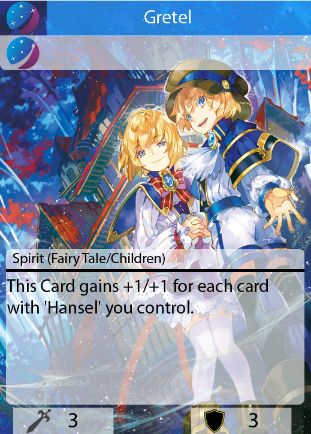 Gretel
Spirit (Fairy Tale/Children)
This Card gains +1/+1 for each card
with 'Hansel' you control.
3 3